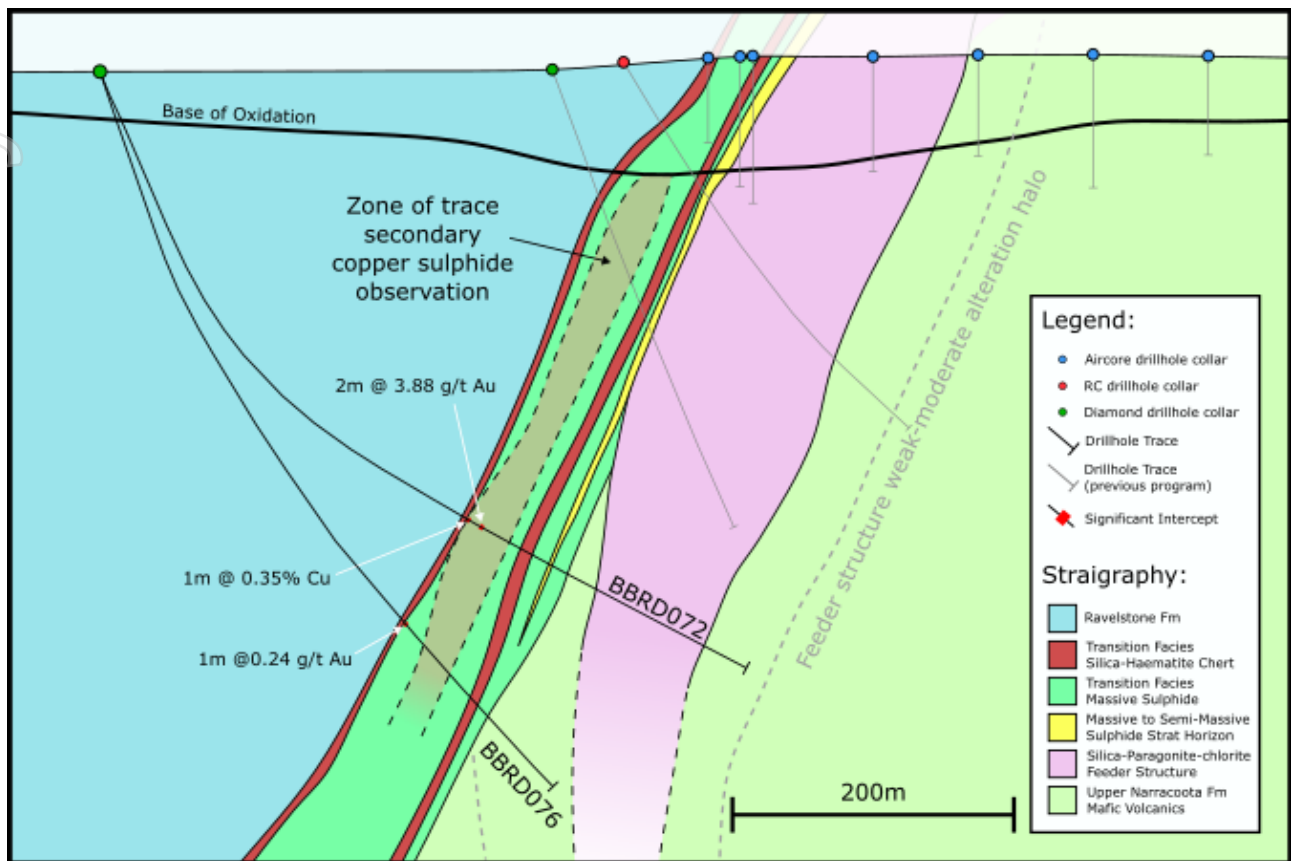 Base of Oxidation
Zone of trace
secondary
copper sulphide
observation
2m @ 3.88 g/t Au
1m @ 0.35% Cu
1m @0.24 g/t Au
BBRD072
BBRD076
Feeder structure weak-moderate alteration halo
200m
Legend:
Aircore drillhole collar
RC drillhole collar
Diamond drillhole collar
Drillhole Trace
Drillhole Trace
(previous program)
Significant Intercept
Straigraphy:
Ravelstone Fm
Transition Facies
Silica-Haematite Chert
Transition Facies
Massive Sulphide
Massive to Semi-Massive
Sulphide Strat Horizon
Silica-Paragonite-chlorite
Feeder Structure
Upper Narracoota Fm
Mafic Volcanics